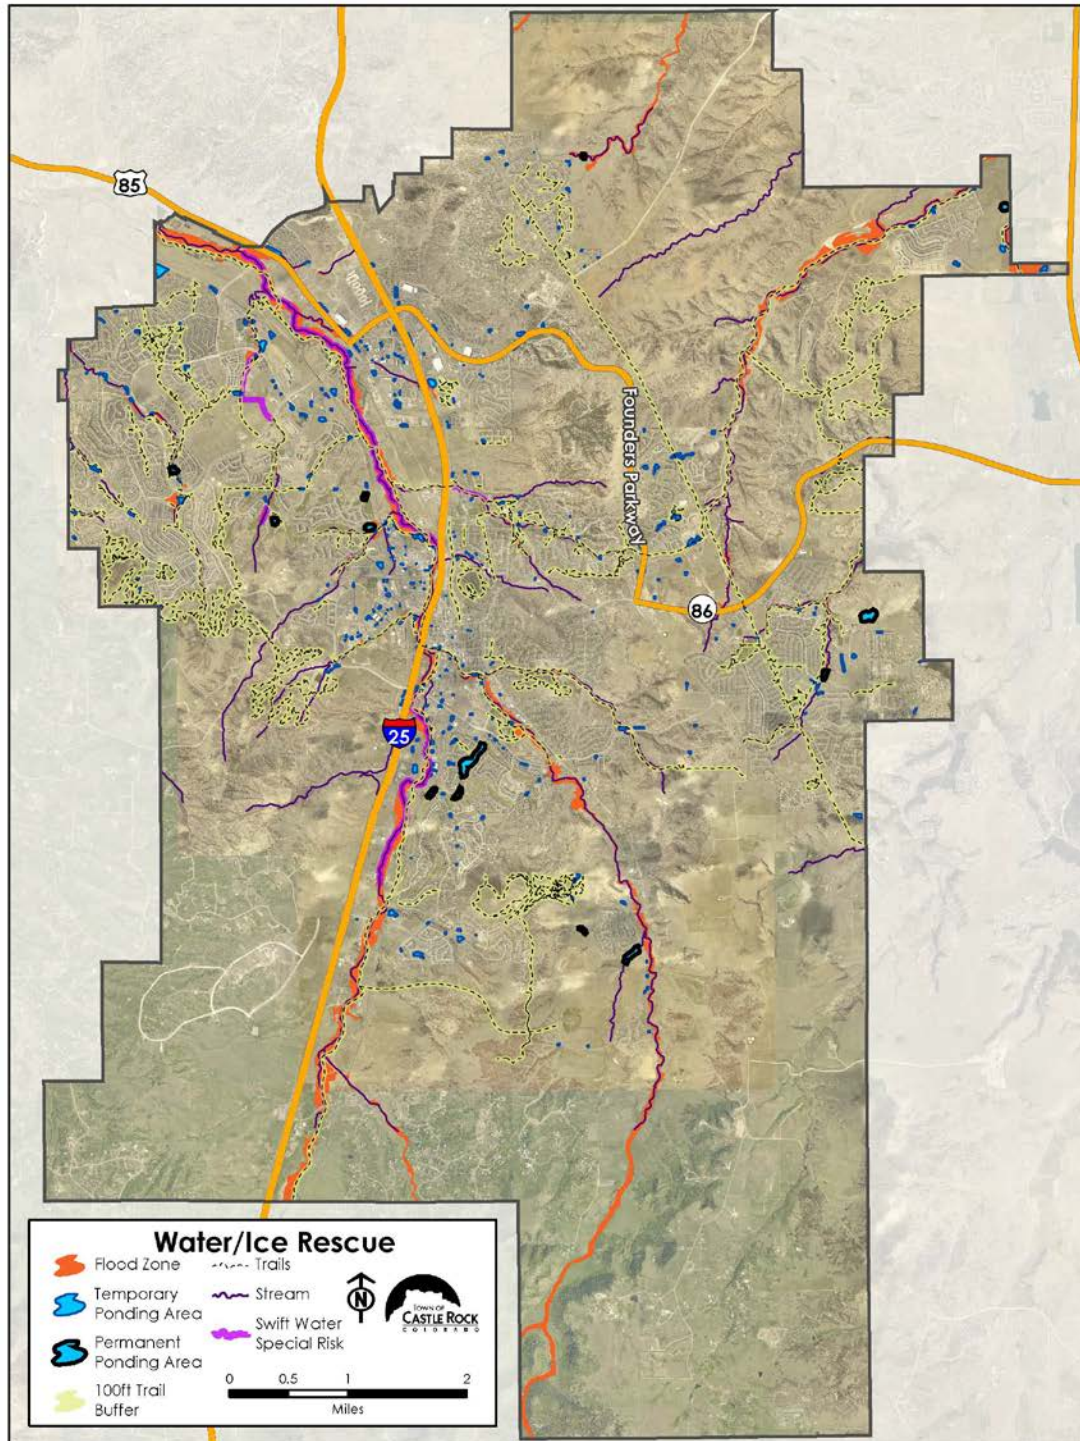 85
Founders Parkway
86
25
Water/Ice Rescue
Flood Zone
Temporary
Ponding Area
Permanent
Ponding Area
100ft Trail
Buffer
Trails
Stream
Swift Water
Special Risk
N
TOWN OF
CASTLE ROCK
COLORADO
0 0.5 1 2
Miles